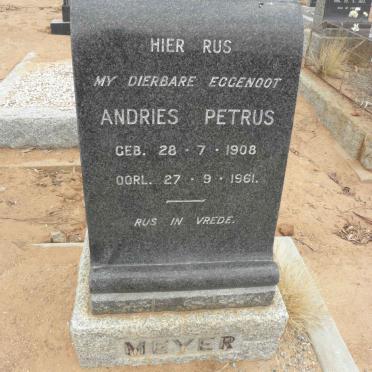 HIER RUS
MY DIERBARE EGGENOOT
ANDRIES PETRUS
GEB. 28 · 7 · 1908
OORL. 27 · 9 · 1961.
RUS IN VREDE.
MEYER